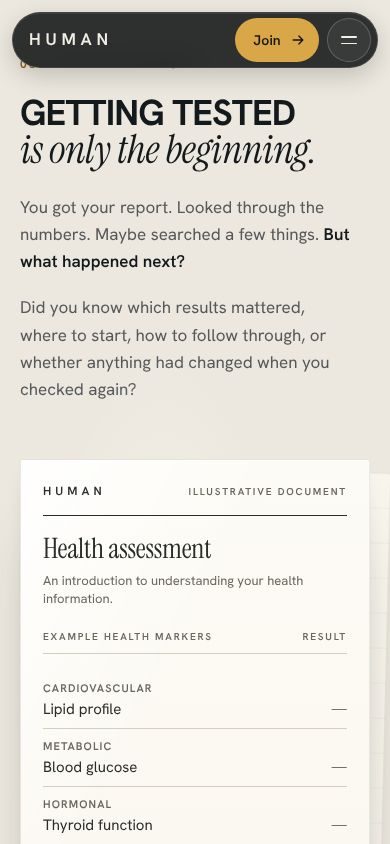 HUMAN
Join →
GETTING TESTED
is only the beginning.
You got your report. Looked through the
numbers. Maybe searched a few things. But
what happened next?
Did you know which results mattered,
where to start, how to follow through, or
whether anything had changed when you
checked again?
HUMAN
ILLUSTRATIVE DOCUMENT
Health assessment
An introduction to understanding your health
information.
EXAMPLE HEALTH MARKERS
RESULT
CARDIOVASCULAR
Lipid profile —
METABOLIC
Blood glucose —
HORMONAL
Thyroid function —